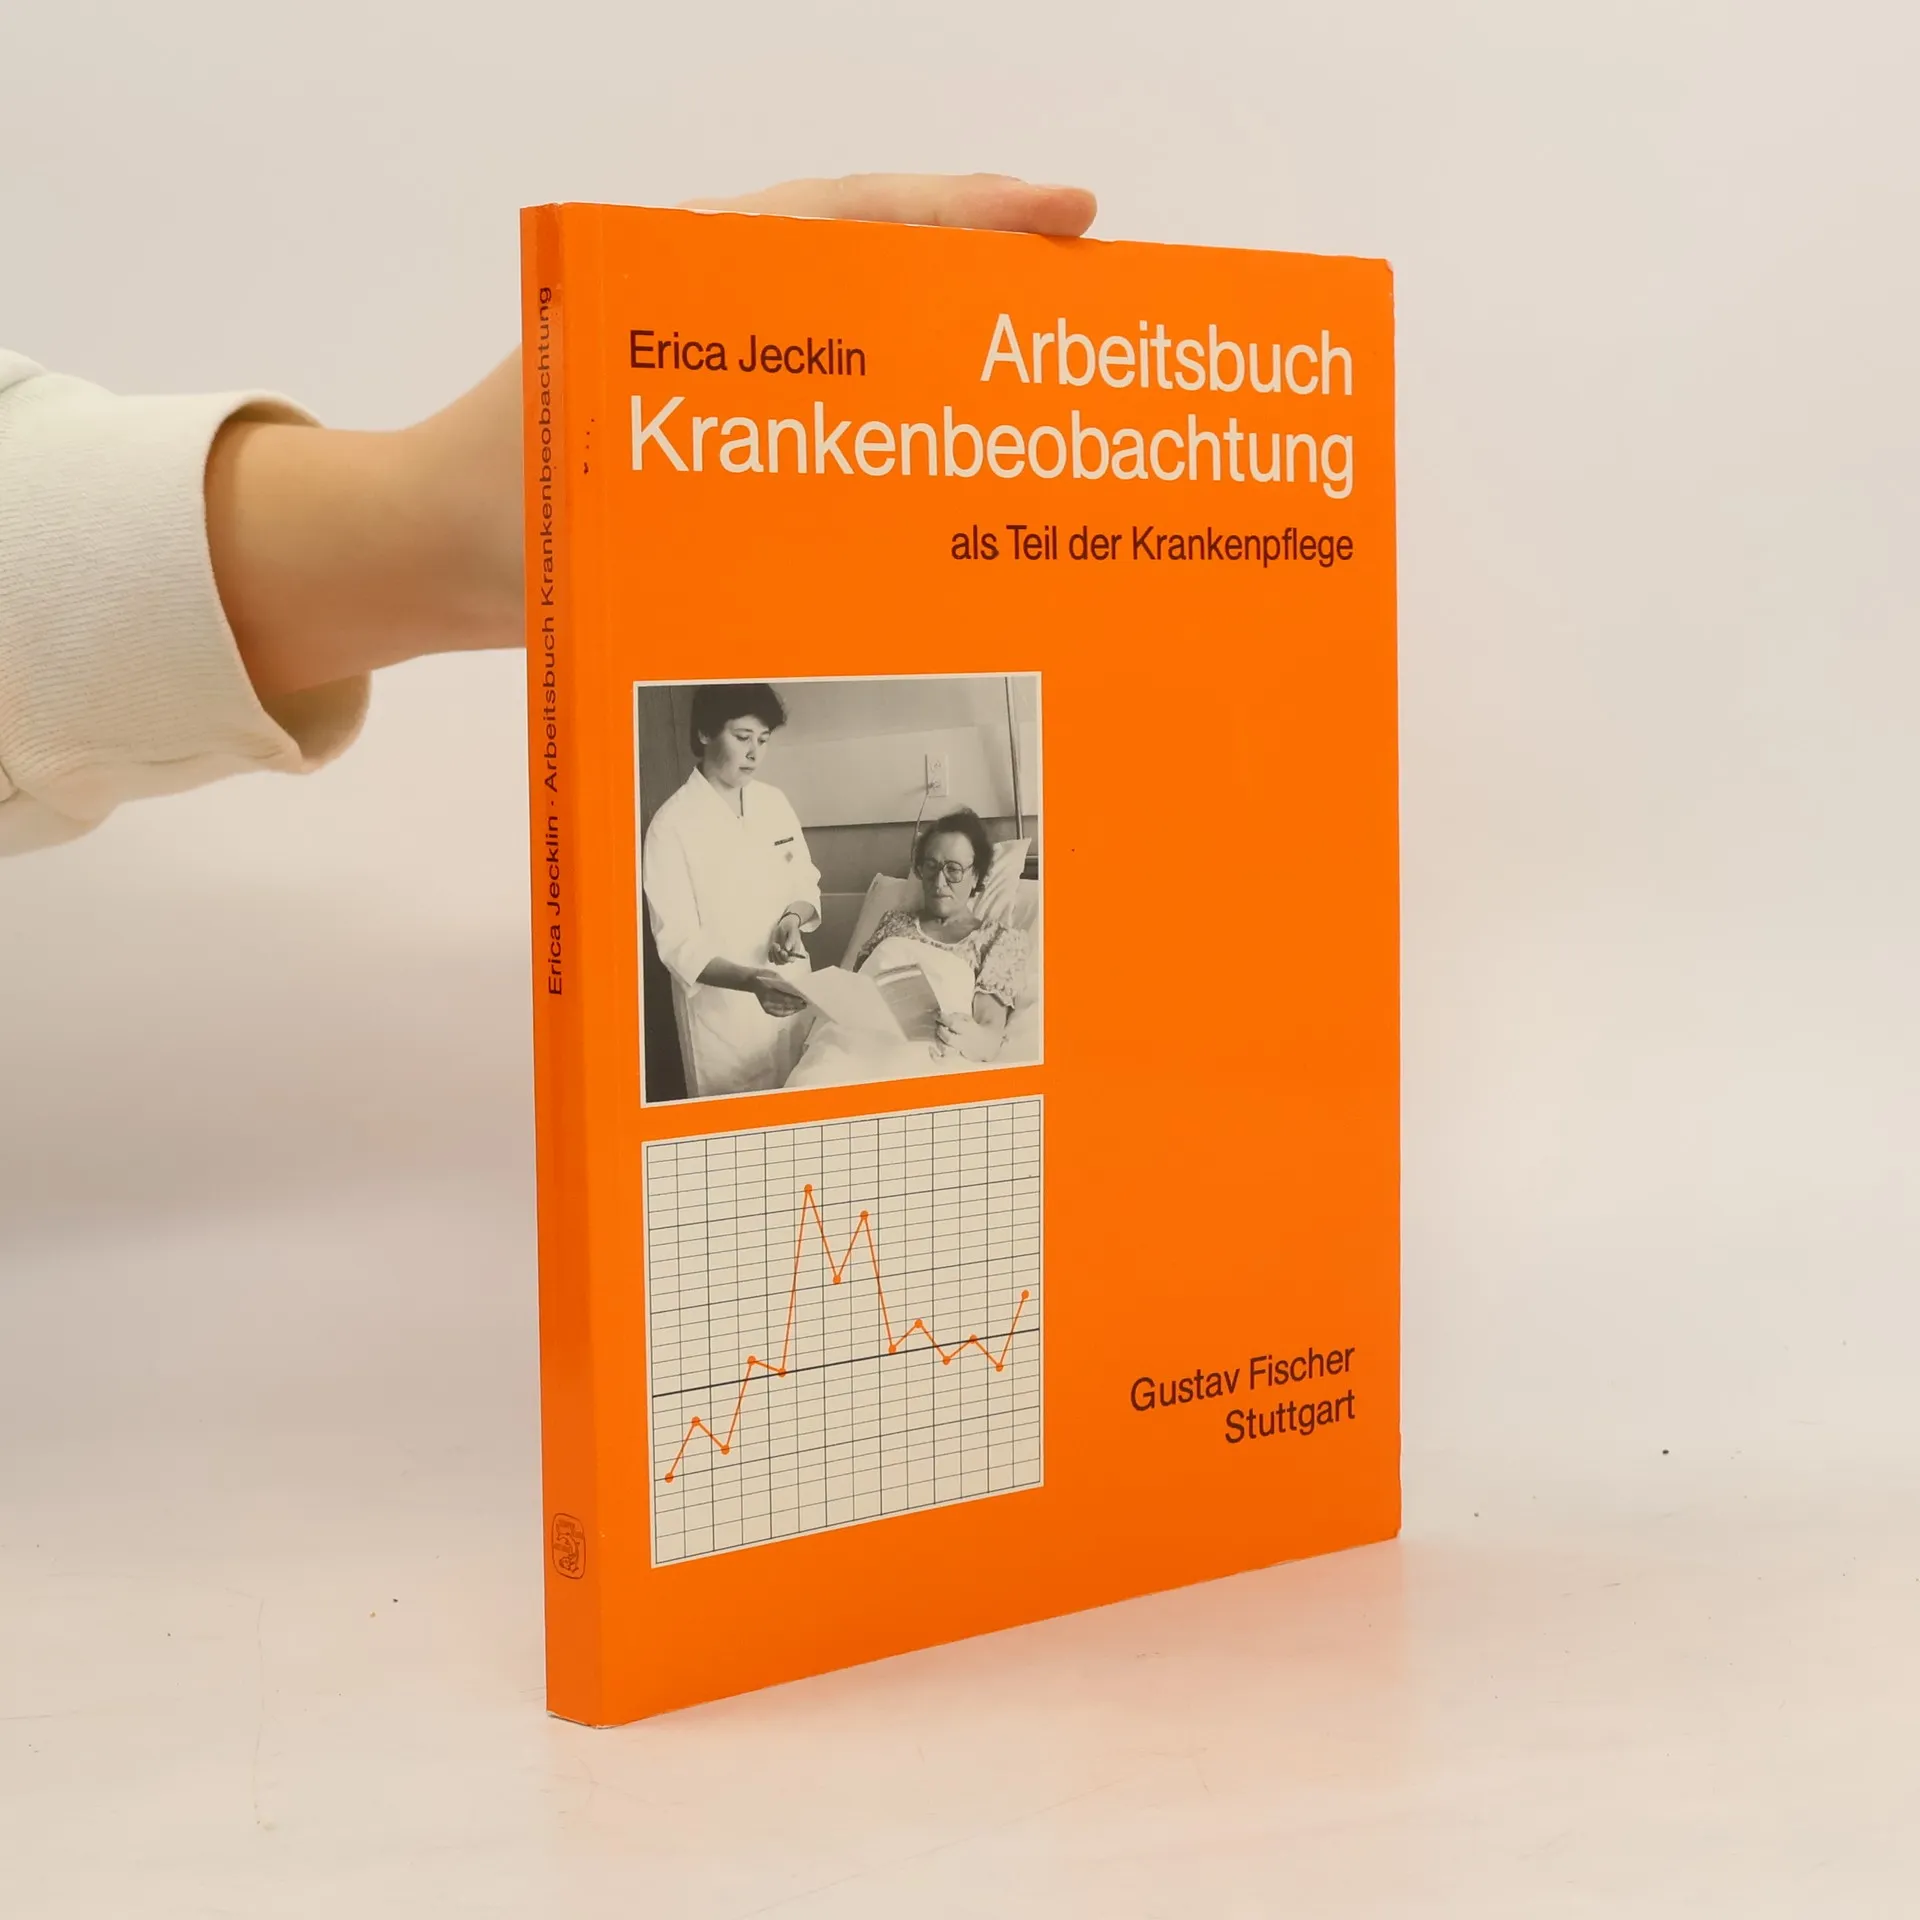 Erica Jecklin
Arbeitsbuch
Krankenbeobachtung
als Teil der Krankenpflege
Gustav Fischer
Stuttgart
Erica Jecklin · Arbeitsbuch Krankenbeobachtung